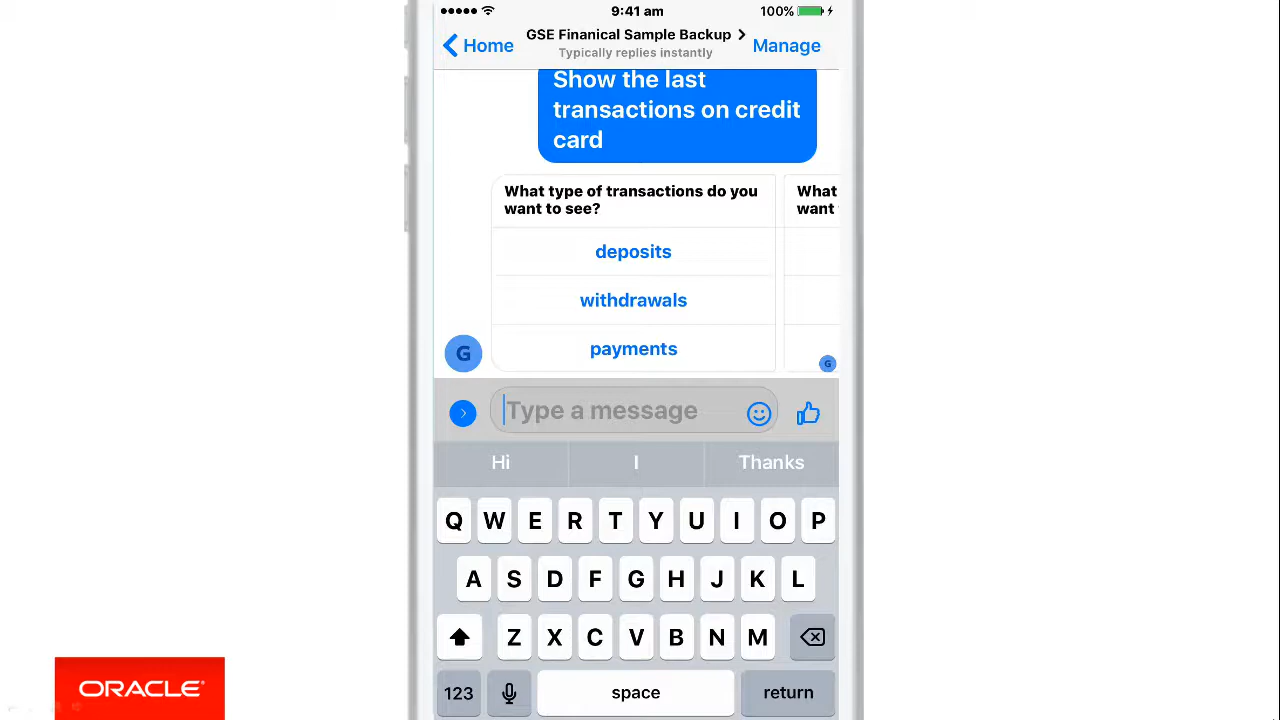 9:41 am
100%
Home
GSE Finanical Sample Backup
Typically replies instantly
Manage
Show the last
transactions on credit
card
What type of transactions do you
want to see?
What
want
deposits
withdrawals
payments
G
G
Type a message
Hi
I
Thanks
Q W E R T Y U I O P
A S D F G H J K L
Z X C V B N M
123
space
return
ORACLE